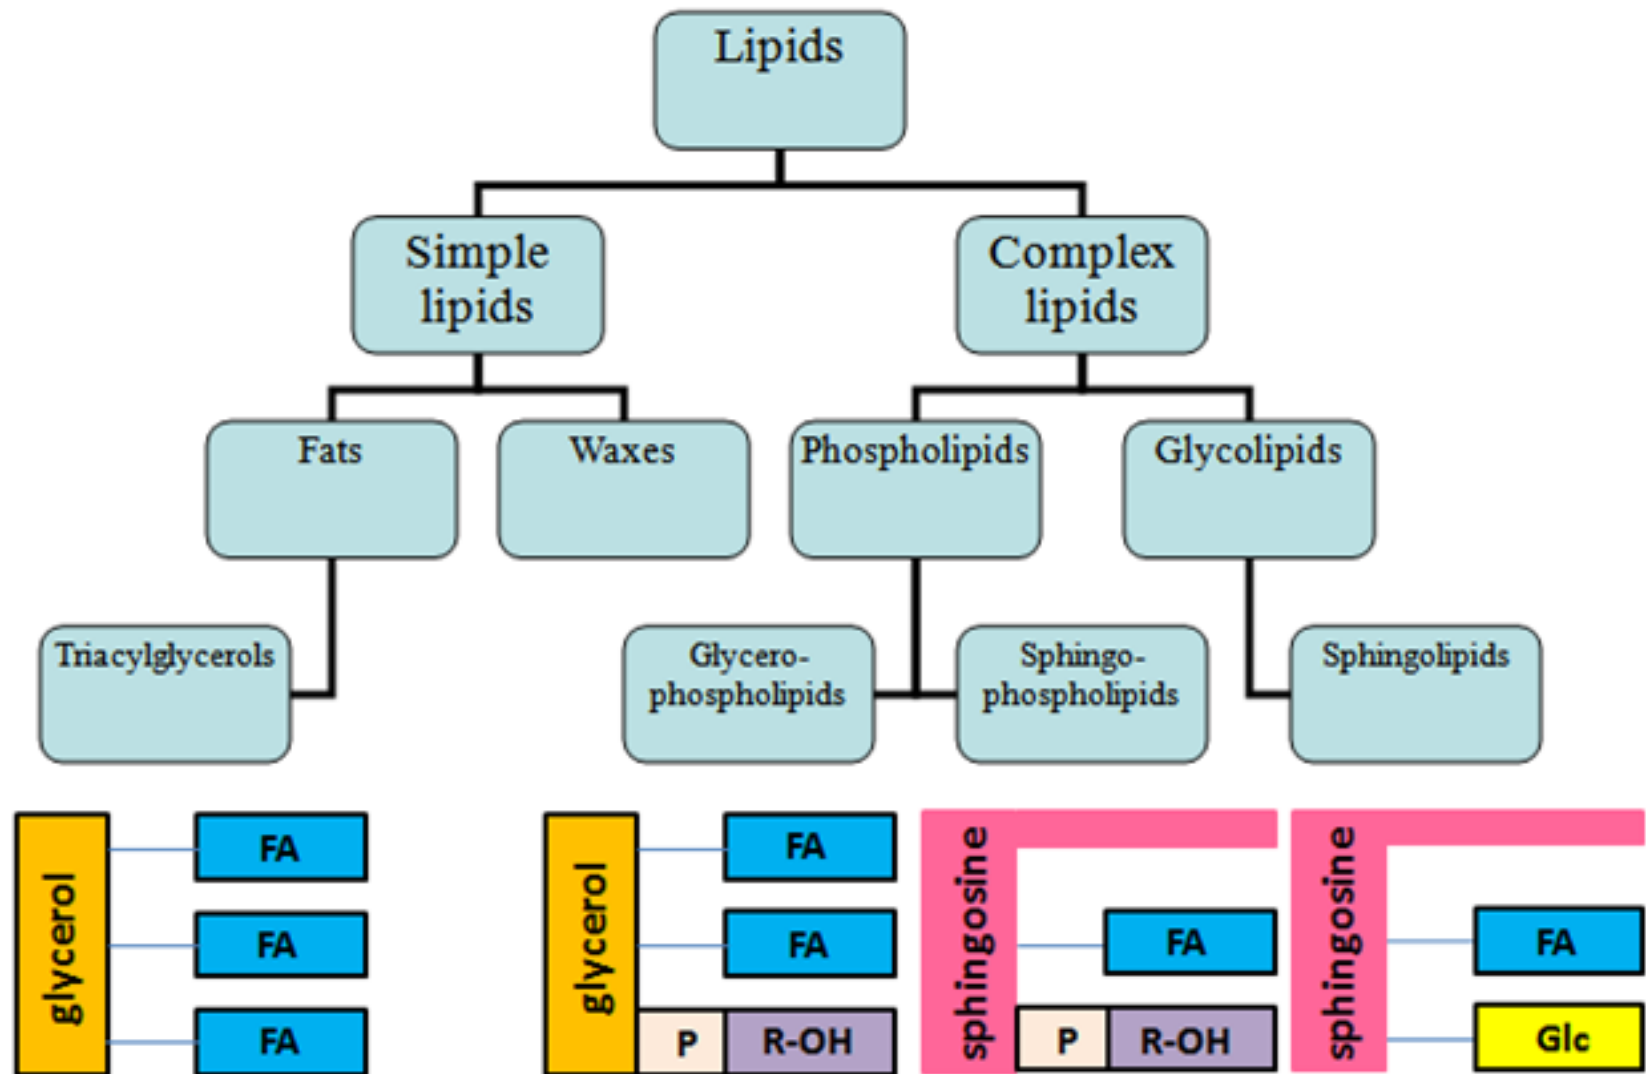 Lipids
Simple
lipids
Complex
lipids
Fats
Waxes
Phospholipids
Glycolipids
Triacylglycerols
Glycero-
phospholipids
Sphingo-
phospholipids
Sphingolipids
glycerol
FA
FA
FA
glycerol
FA
FA
P
R-OH
sphingosine
FA
P
R-OH
sphingosine
FA
Glc